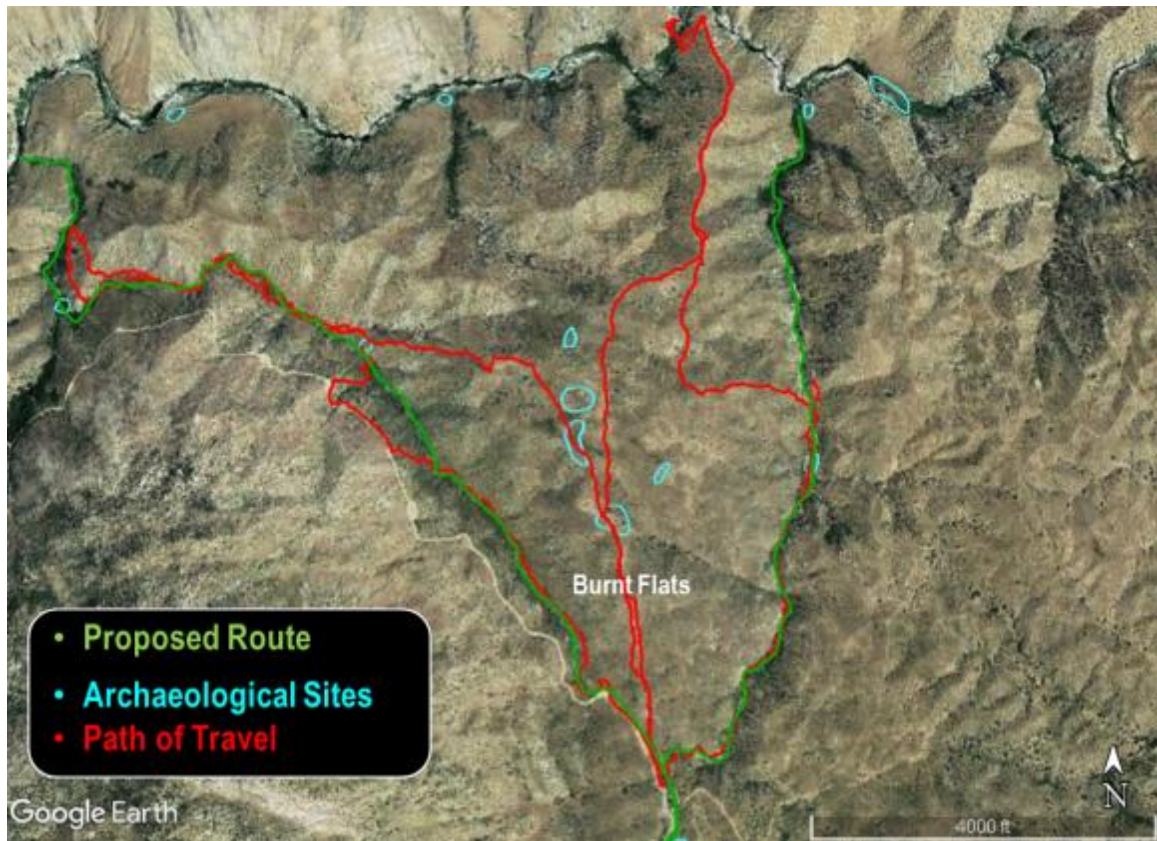 Burnt Flats
• Proposed Route
• Archaeological Sites
• Path of Travel
Google Earth
N
4000 ft